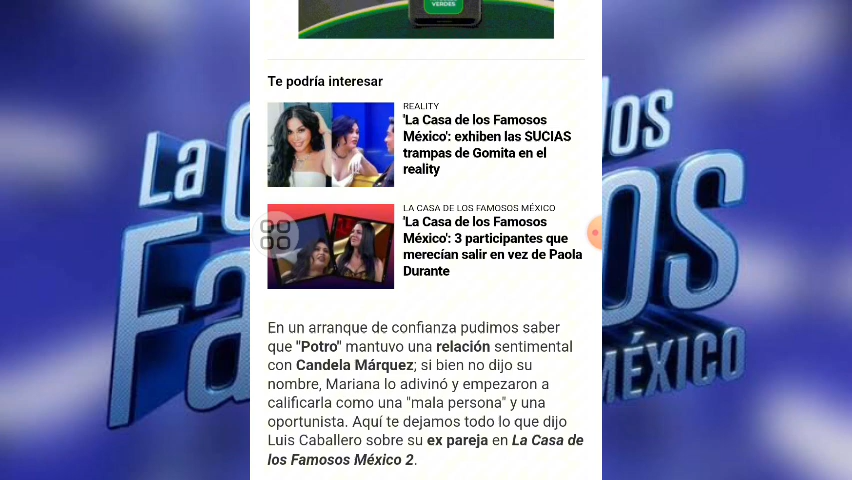 VERDES
Te podría interesar
REALITY
'La Casa de los Famosos
México': exhiben las SUCIAS
trampas de Gomita en el
reality
LA CASA DE LOS FAMOSOS MÉXICO
'La Casa de los Famosos
México': 3 participantes que
merecían salir en vez de Paola
Durante
En un arranque de confianza pudimos saber
que "Potro" mantuvo una relación sentimental
con Candela Márquez; si bien no dijo su
nombre, Mariana lo adivinó y empezaron a
calificarla como una "mala persona" y una
oportunista. Aquí te dejamos todo lo que dijo
Luis Caballero sobre su ex pareja en La Casa de
los Famosos México 2.
La
Fa
los
os
MÉXICO